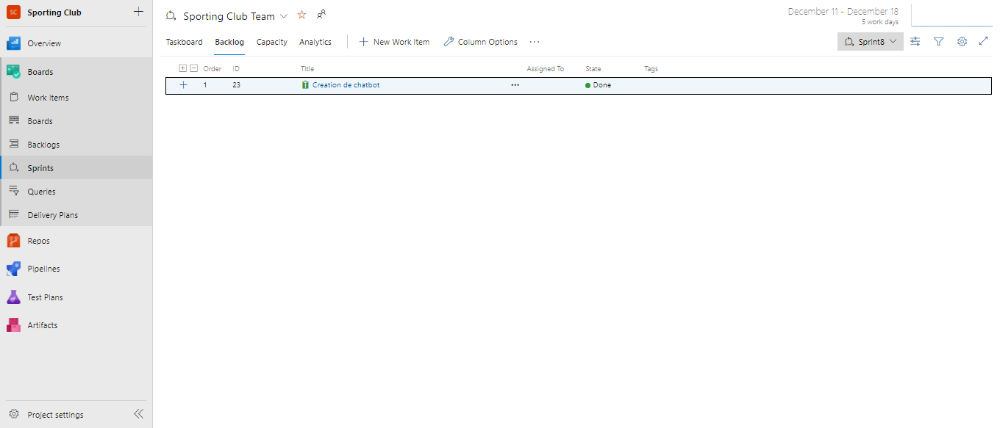 SC Sporting Club
Overview
Boards
Work items
Boards
Backlogs
Sprints
Queries
Delivery Plans
Repos
Pipelines
Test Plans
Artifacts
Project settings
Sporting Club Team
December 11 - December 18
5 work days
Taskboard Backlog Capacity Analytics New Work Item Column Options ... Sprint8
Order ID Title Assigned To State Tags
1 23 Creation de chatbot ... Done